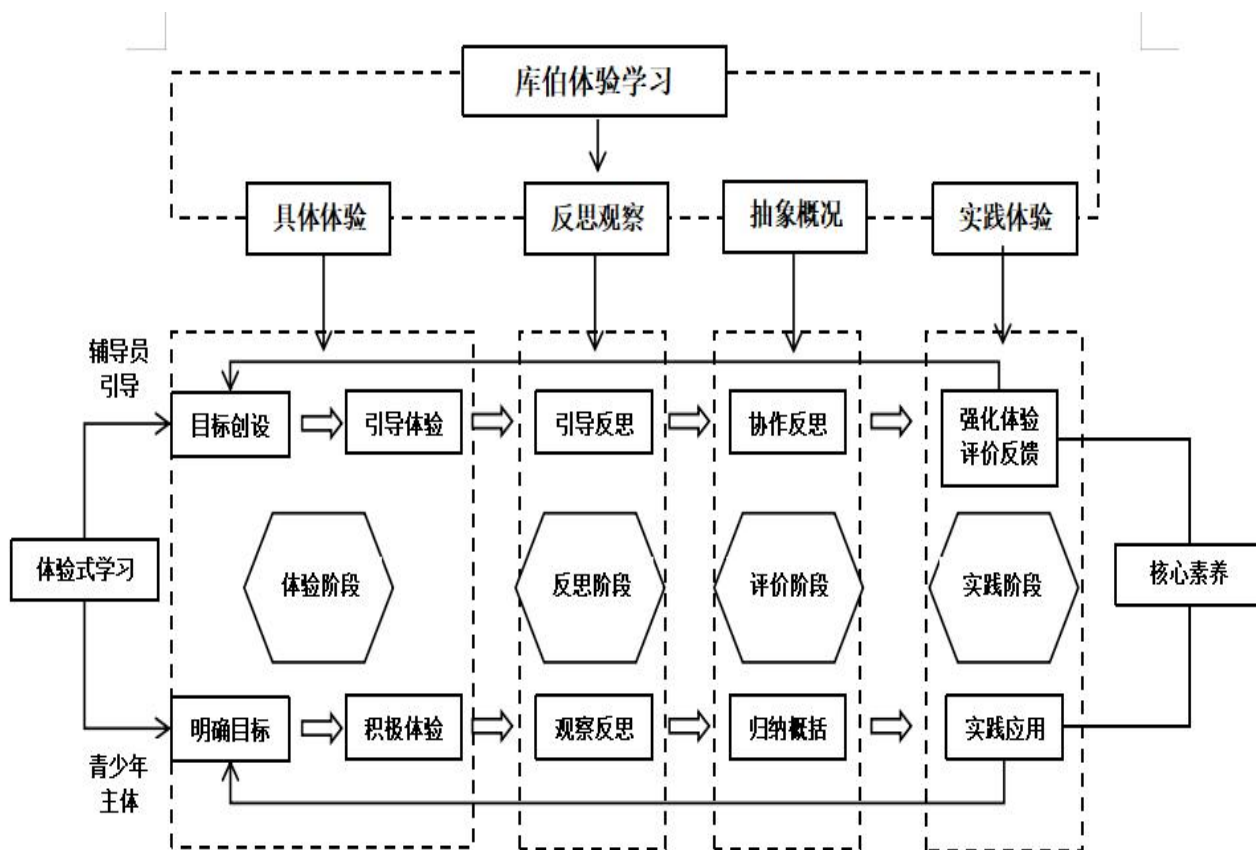 库伯体验学习
具体体验
反思观察
抽象概况
实践体验
辅导员
引导
目标创设
引导体验
引导反思
协作反思
强化体验
评价反馈
体验式学习
体验阶段
反思阶段
评价阶段
实践阶段
核心素养
明确目标
积极体验
观察反思
归纳概括
实践应用
青少年
主体